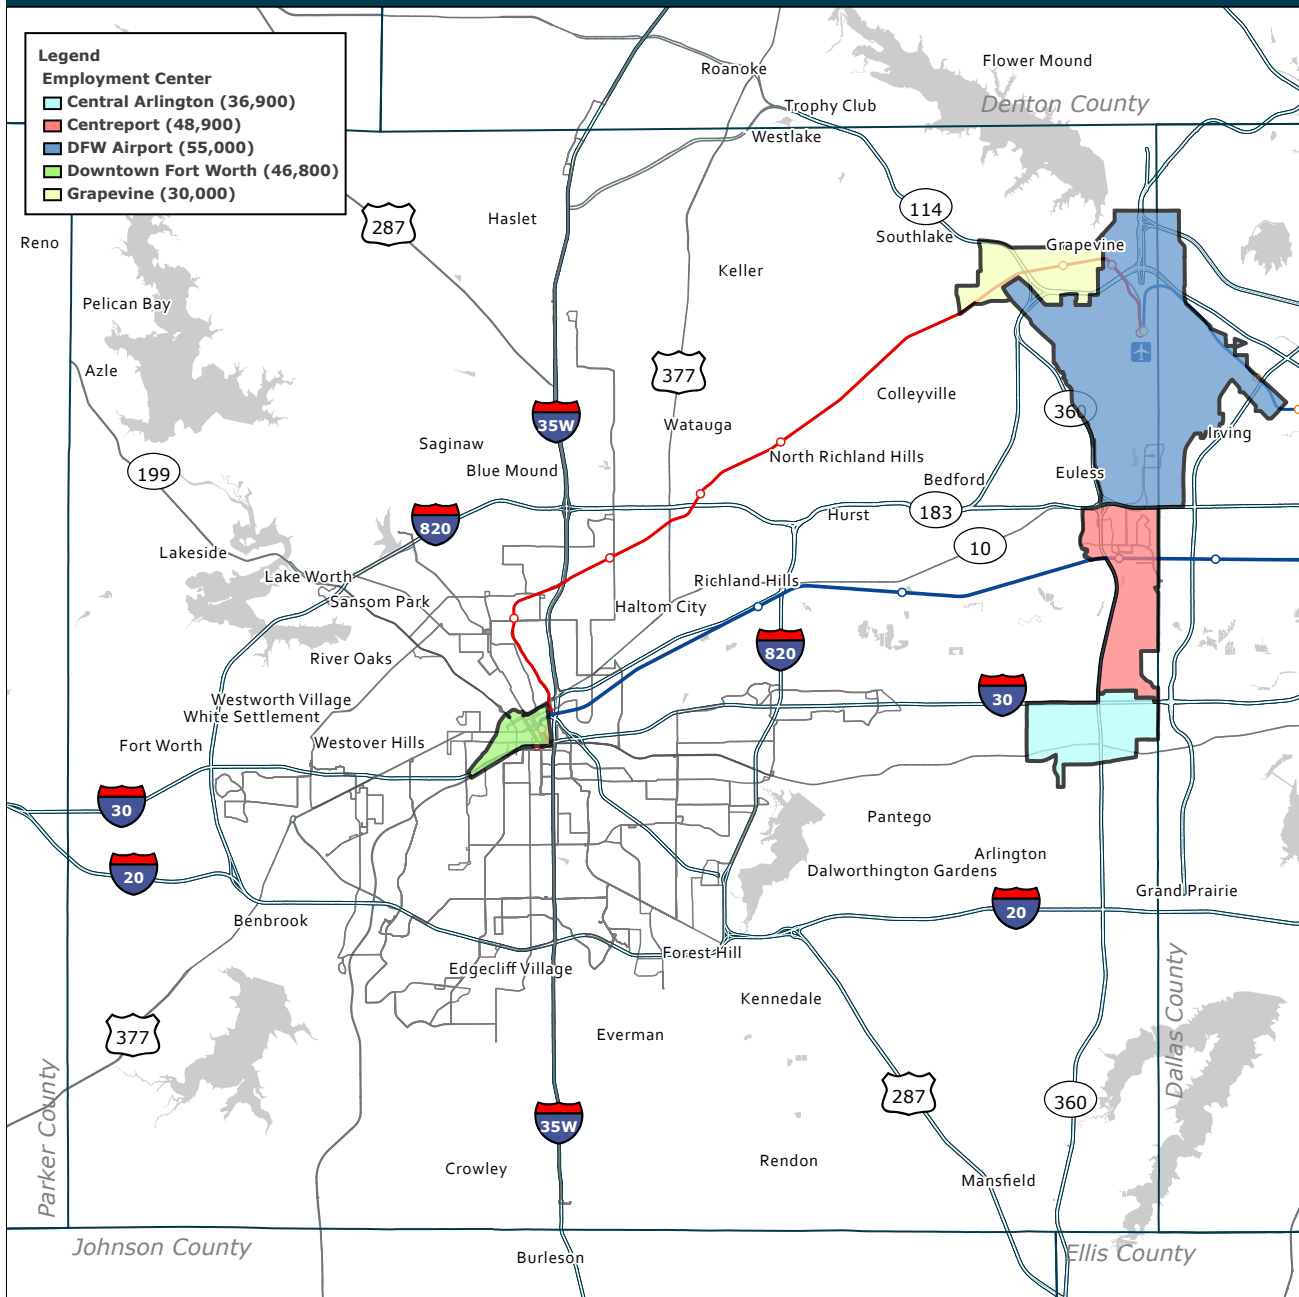 Legend
Employment Center
Central Arlington (36,900)
Centreport (48,900)
DFW Airport (55,000)
Downtown Fort Worth (46,800)
Grapevine (30,000)
Flower Mound
Roanoke
Denton County
Trophy Club
Westlake
114
287
Haslet
Southlake
Reno
Grapevine
Keller
Pelican Bay
Azle
377
Colleyville
360
35W
Watauga
Irving
Saginaw
North Richland Hills
Blue Mound
199
Euless
Bedford
183
Hurst
820
10
Lakeside
Lake Worth
Richland Hills
Sansom Park
Haltom City
River Oaks
820
30
Westworth Village
White Settlement
Fort Worth
Westover Hills
30
Pantego
Arlington
20
Dalworthington Gardens
Grand Prairie
20
Benbrook
Forest Hill
Edgecliff Village
Kennedale
377
Everman
Dallas County
287
360
35W
Parker County
Crowley
Rendon
Mansfield
Johnson County
Ellis County
Burleson